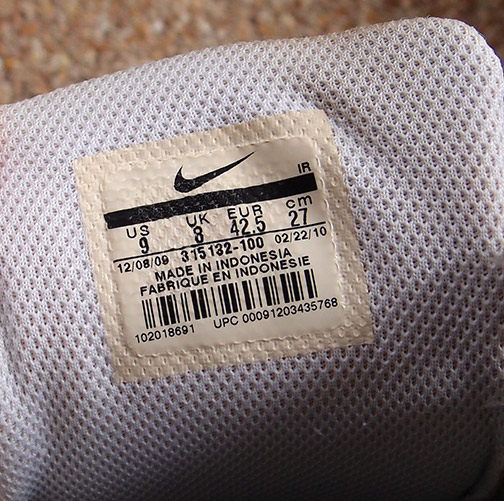 IR
US UK EUR cm
9 8 42.5 27
12/08/09 315132-100 02/22/10
MADE IN INDONESIA
FABRIQUE EN INDONESIE
102018691 UPC 00091203435768